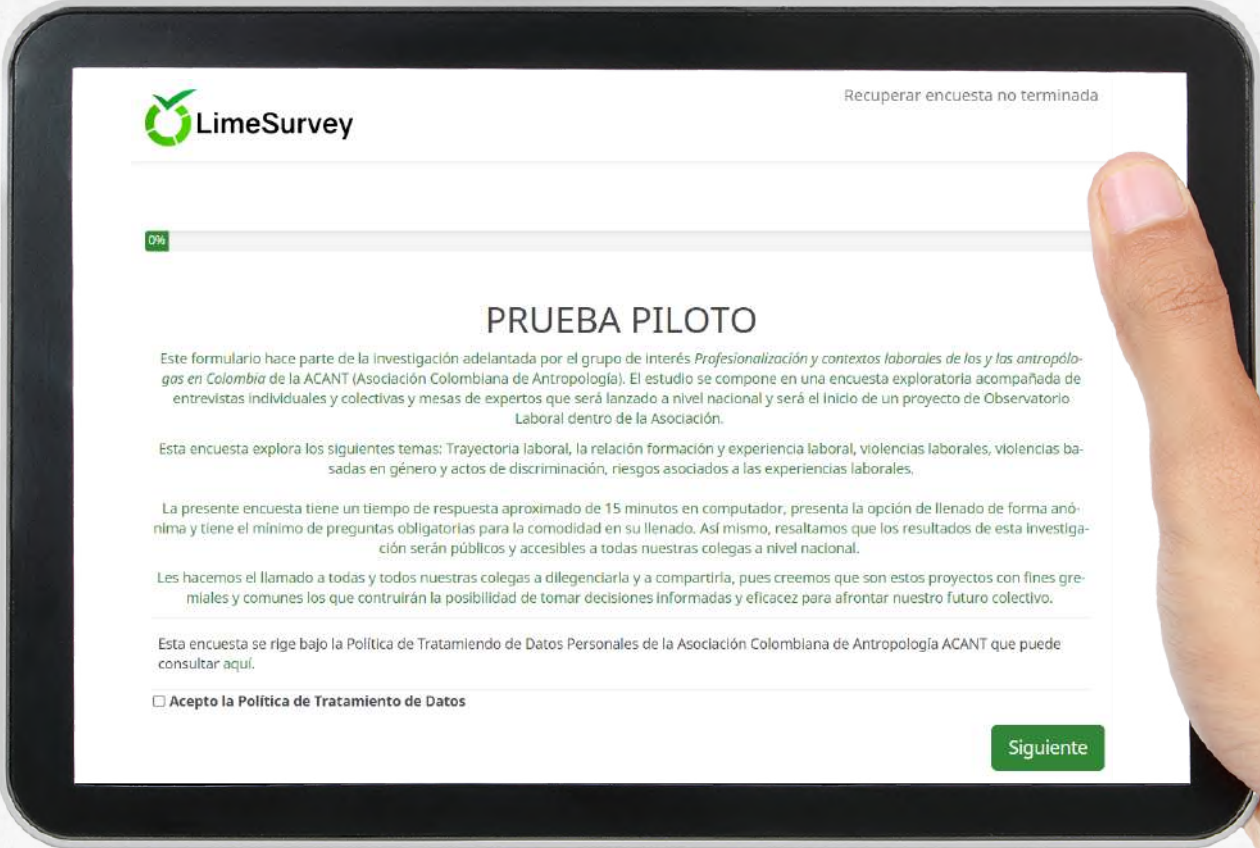 LimeSurvey
Recuperar encuesta no terminada
0%
PRUEBA PILOTO
Este formulario hace parte de la investigación adelantada por el grupo de interés Profesionalización y contextos laborales de los y las antropólo-
gas en Colombia de la ACANT (Asociación Colombiana de Antropología). El estudio se compone en una encuesta exploratoria acompañada de
entrevistas individuales y colectivas y mesas de expertos que será lanzado a nivel nacional y será el inicio de un proyecto de Observatorio
Laboral dentro de la Asociación.
Esta encuesta explora los siguientes temas: Trayectoria laboral, la relación formación y experiencia laboral, violencias laborales, violencias ba-
sadas en género y actos de discriminación, riesgos asociados a las experiencias laborales.
La presente encuesta tiene un tiempo de respuesta aproximado de 15 minutos en computador, presenta la opción de llenado de forma anó-
nima y tiene el mínimo de preguntas obligatorias para la comodidad en su llenado. Así mismo, resaltamos que los resultados de esta investiga-
ción serán públicos y accesibles a todas nuestras colegas a nivel nacional.
Les hacemos el llamado a todas y todos nuestras colegas a dilegenciarla y a compartirla, pues creemos que son estos proyectos con fines gre-
miales y comunes los que contruirán la posibilidad de tomar decisiones informadas y eficacez para afrontar nuestro futuro colectivo.
Esta encuesta se rige bajo la Política de Tratamiendo de Datos Personales de la Asociación Colombiana de Antropología ACANT que puede
consultar aquí.
Acepto la Política de Tratamiento de Datos
Siguiente